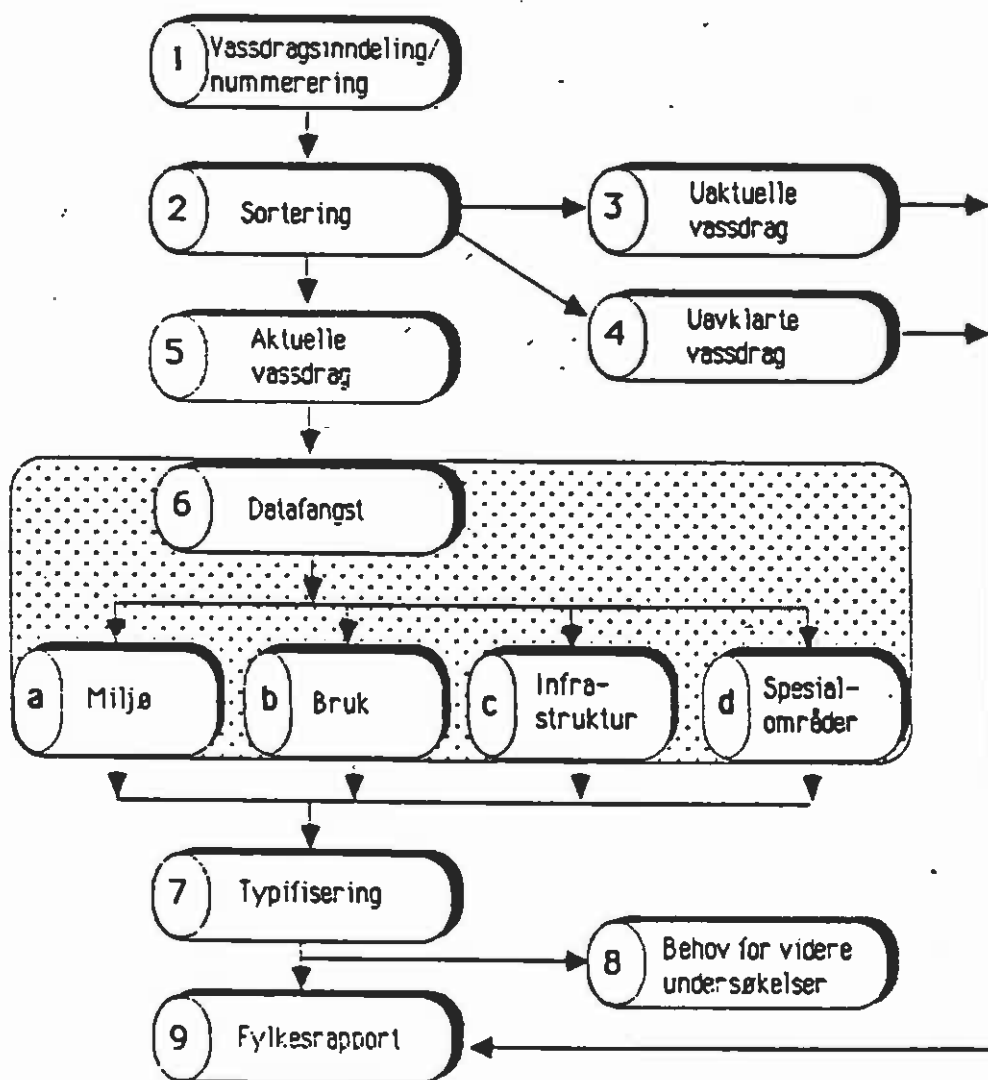 1 Vassdragsinndeling/
nummerering
2 Sortering
3 Uaktuelle
vassdrag
4 Uavklarte
vassdrag
5 Aktuelle
vassdrag
6 Datafangst
a Miljø
b Bruk
c Infra-
struktur
d Spesial-
områder
7 Typifisering
8 Behov for videre
undersøkelser
9 Fylkesrapport